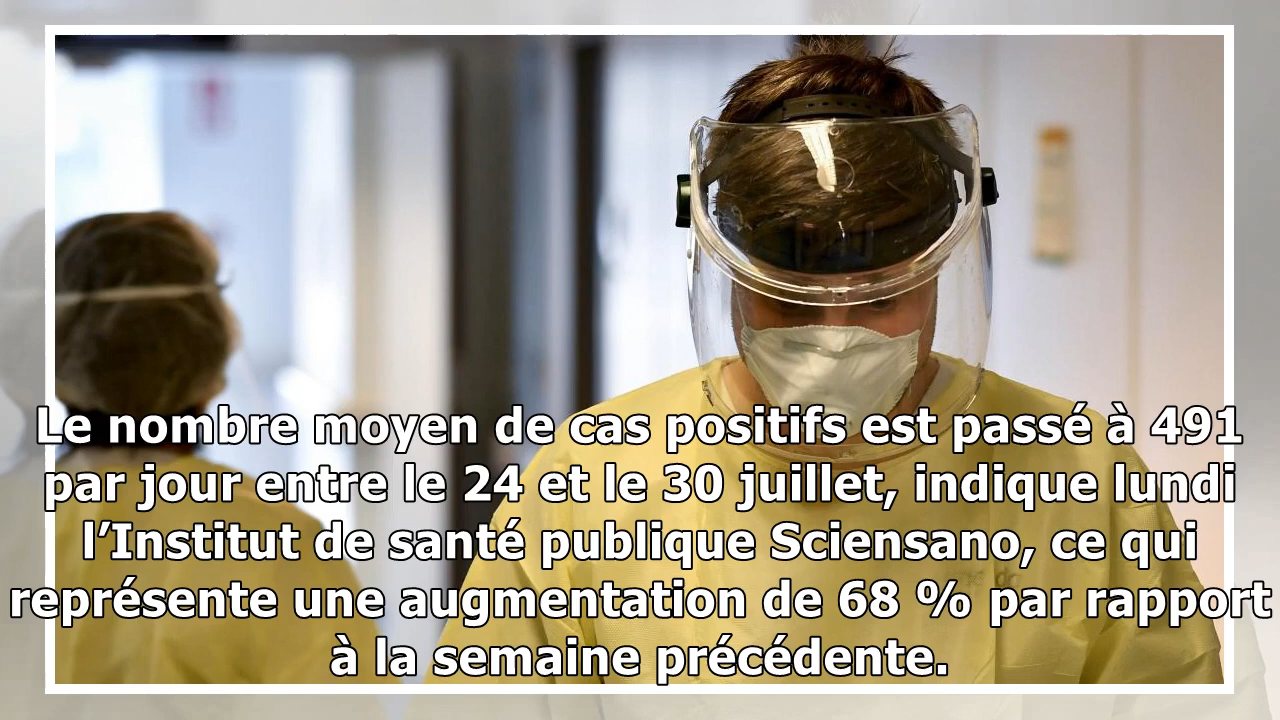 Le nombre moyen de cas positifs est passé à 491
par jour entre le 24 et le 30 juillet, indique lundi
l’Institut de santé publique Sciensano, ce qui
représente une augmentation de 68 % par rapport
à la semaine précédente.